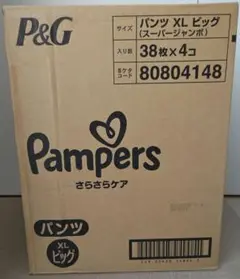 P&G
サイズ
パンツ XL ビッグ
(スーパージャンボ)
入り数
38枚×4コ
80804148
Pampers
さらさらケア
パンツ
XL
ビッグ